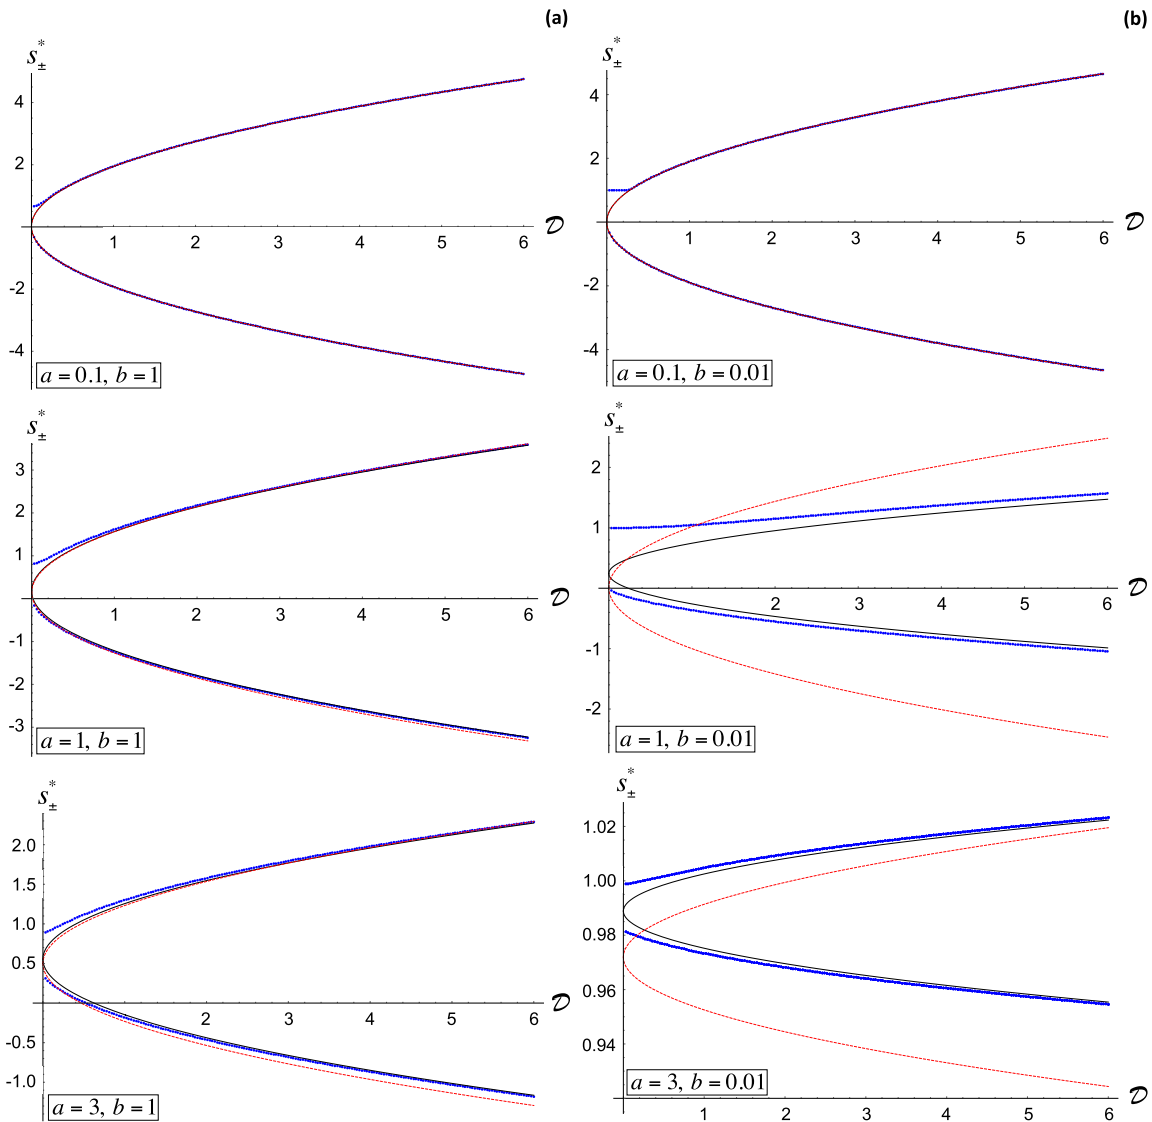 (a)
s±*
4
2
𝒟
1 2 3 4 5 6
-2
-4
a = 0.1, b = 1
(b)
s±*
4
2
𝒟
1 2 3 4 5 6
-2
-4
a = 0.1, b = 0.01
s±*
3
2
1
𝒟
1 2 3 4 5 6
-1
-2
-3
a = 1, b = 1
s±*
2
1
𝒟
1 2 3 4 5 6
-1
-2
a = 1, b = 0.01
s±*
2.0
1.5
1.0
0.5
𝒟
2 3 4 5 6
-0.5
-1.0
a = 3, b = 1
s±*
1.02
1.00
0.98
0.96
0.94
a = 3, b = 0.01
𝒟
1 2 3 4 5 6